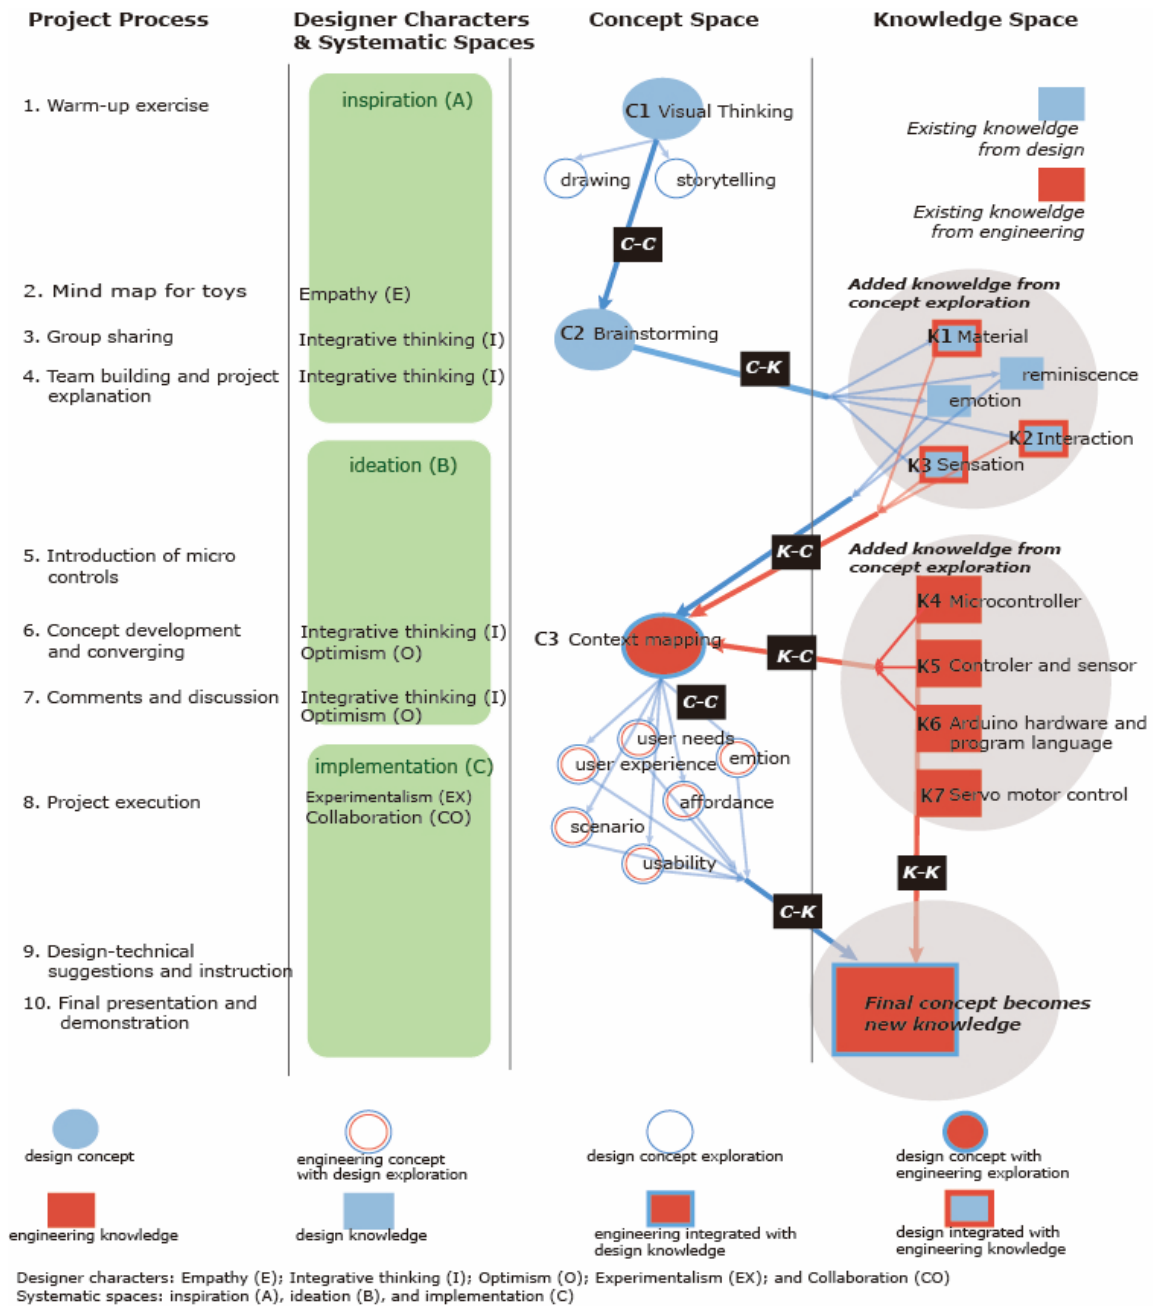 Project Process
Designer Characters
& Systematic Spaces
Concept Space
Knowledge Space
1. Warm-up exercise
inspiration (A)
C1 Visual Thinking
drawing
storytelling
Existing knoweldge
from design
Existing knoweldge
from engineering
C-C
2. Mind map for toys
Empathy (E)
3. Group sharing
Integrative thinking (I)
4. Team building and project
explanation
Integrative thinking (I)
C2 Brainstorming
C-K
Added knoweldge from
concept exploration
K1 Material
reminiscence
emotion
K2 Interaction
K3 Sensation
ideation (B)
5. Introduction of micro
controls
K-C
Added knoweldge from
concept exploration
K4 Microcontroller
6. Concept development
and converging
Integrative thinking (I)
Optimism (O)
C3 Context mapping
K-C
K5 Controler and sensor
7. Comments and discussion
Integrative thinking (I)
Optimism (O)
C-C
K6 Arduino hardware and
program language
user needs
user experience
emtion
implementation (C)
8. Project execution
Experimentalism (EX)
Collaboration (CO)
affordance
K7 Servo motor control
scenario
usability
K-K
C-K
9. Design-technical
suggestions and instruction
10. Final presentation and
demonstration
Final concept becomes
new knowledge
design concept
engineering concept
with design exploration
design concept exploration
design concept with
engineering exploration
engineering knowledge
design knowledge
engineering integrated with
design knowledge
design integrated with
engineering knowledge
Designer characters: Empathy (E); Integrative thinking (I); Optimism (O); Experimentalism (EX); and Collaboration (CO)
Systematic spaces: inspiration (A), ideation (B), and implementation (C)